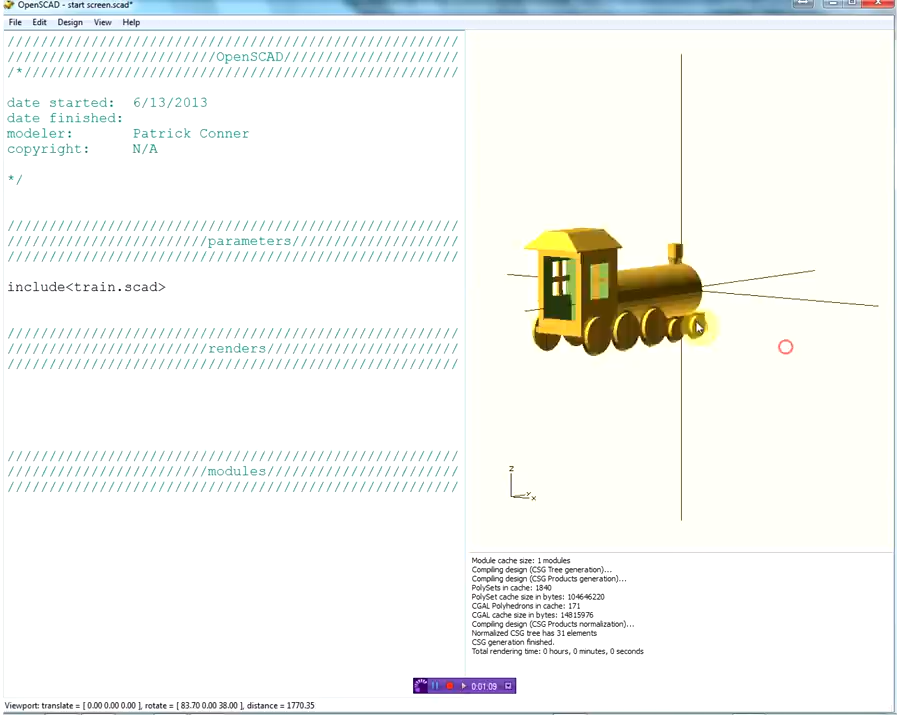 OpenSCAD - start screen.scad*
File Edit Design View Help
//////////////////////////////////////////////////////
/////////////////////////OpenSCAD/////////////////////
/*////////////////////////////////////////////////////
date started: 6/13/2013
date finished:
modeler: Patrick Conner
copyright: N/A
*/
//////////////////////////////////////////////////////
////////////////////////parameters////////////////////
//////////////////////////////////////////////////////
include<train.scad>
//////////////////////////////////////////////////////
////////////////////////renders///////////////////////
//////////////////////////////////////////////////////
//////////////////////////////////////////////////////
////////////////////////modules///////////////////////
//////////////////////////////////////////////////////
z
y
x
Module cache size: 1 modules
Compiling design (CSG Tree generation)...
Compiling design (CSG Products generation)...
PolySets in cache: 1840
PolySet cache size in bytes: 104646220
CGAL Polyhedrons in cache: 171
CGAL cache size in bytes: 14815976
Compiling design (CSG Products normalization)...
Normalized CSG tree has 31 elements
CSG generation finished.
Total rendering time: 0 hours, 0 minutes, 0 seconds
0:01:09
Viewport: translate = [ 0.00 0.00 0.00 ], rotate = [ 83.70 0.00 38.00 ], distance = 1770.35